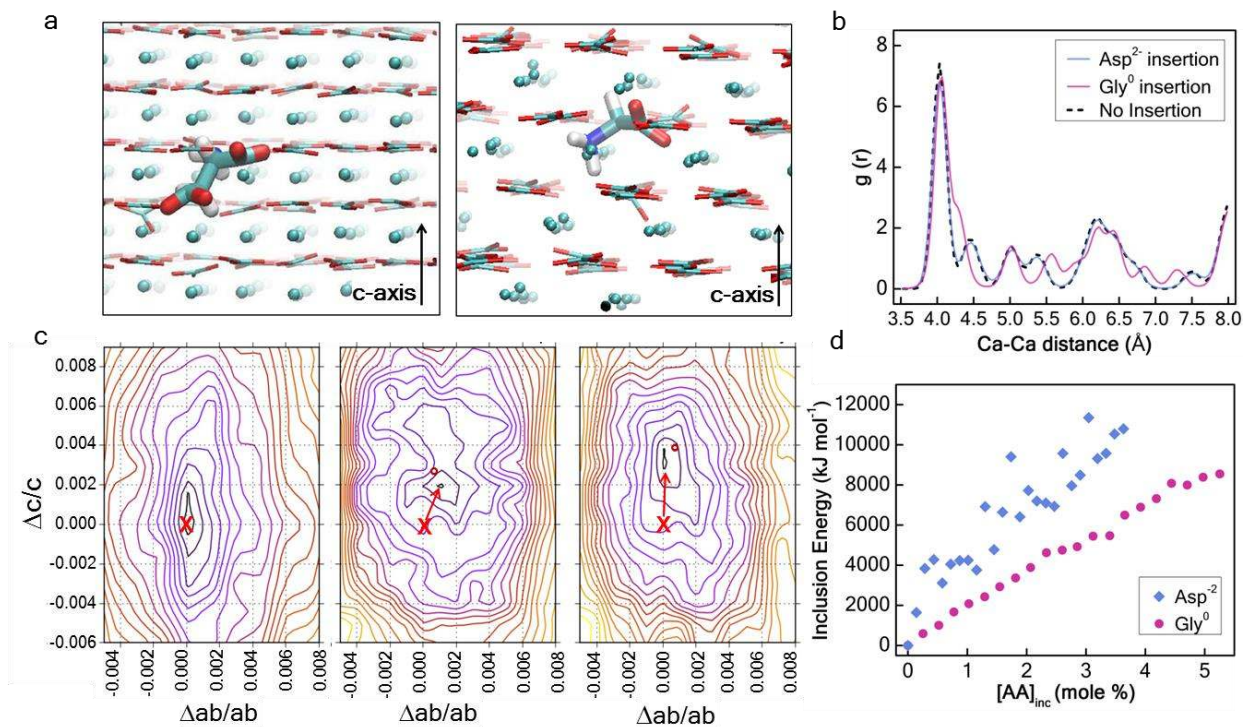 a
c-axis
c-axis
b
g (r)
8
6
4
2
0
Asp²⁻ insertion
Gly⁰ insertion
No Insertion
3.5 4.0 4.5 5.0 5.5 6.0 6.5 7.0 7.5 8.0
Ca-Ca distance (Å)
c
Δc/c
0.008
0.006
0.004
0.002
0.000
-0.002
-0.004
-0.006
X
X
X
-0.004 -0.002 0.000 0.002 0.004 0.006 0.008
-0.004 -0.002 0.000 0.002 0.004 0.006 0.008
-0.004 -0.002 0.000 0.002 0.004 0.006 0.008
Δab/ab
Δab/ab
Δab/ab
d
Inclusion Energy (kJ mol⁻¹)
12000
10000
8000
6000
4000
2000
0
Asp⁻²
Gly⁰
0 1 2 3 4 5
[AA]inc (mole %)